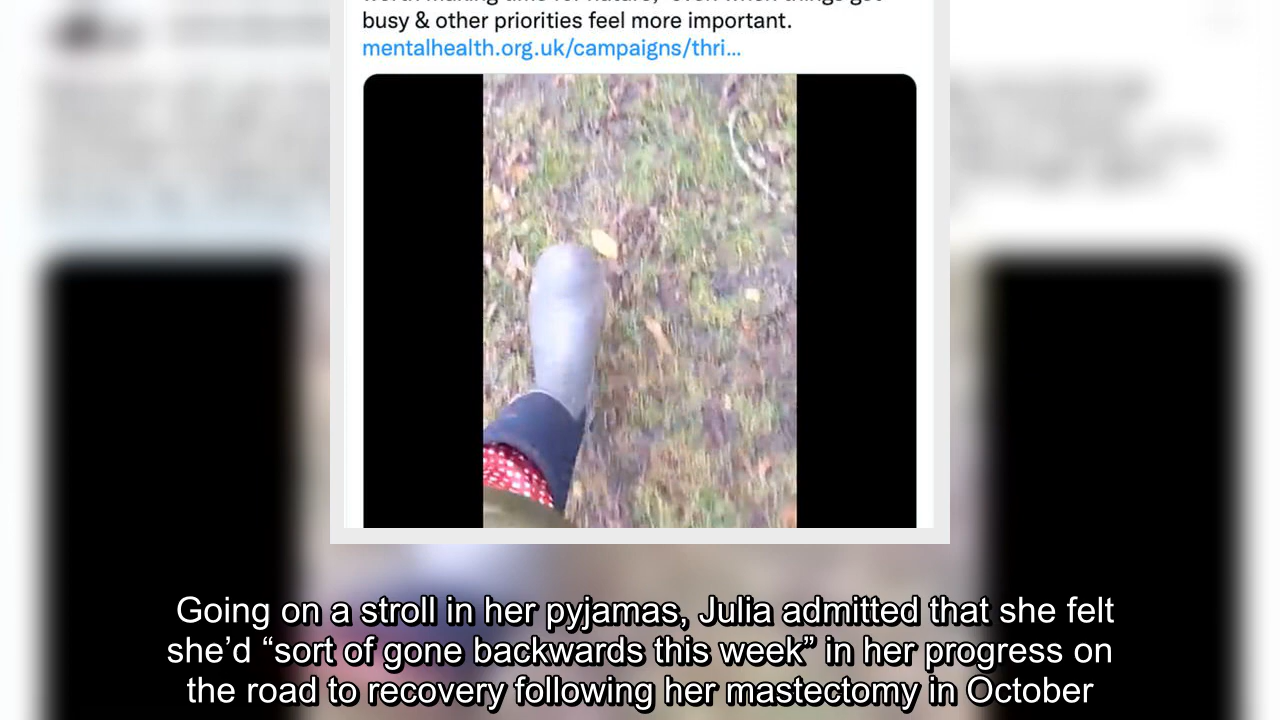 busy & other priorities feel more important.
mentalhealth.org.uk/campaigns/thri...
Going on a stroll in her pyjamas, Julia admitted that she felt
she’d “sort of gone backwards this week” in her progress on
the road to recovery following her mastectomy in October